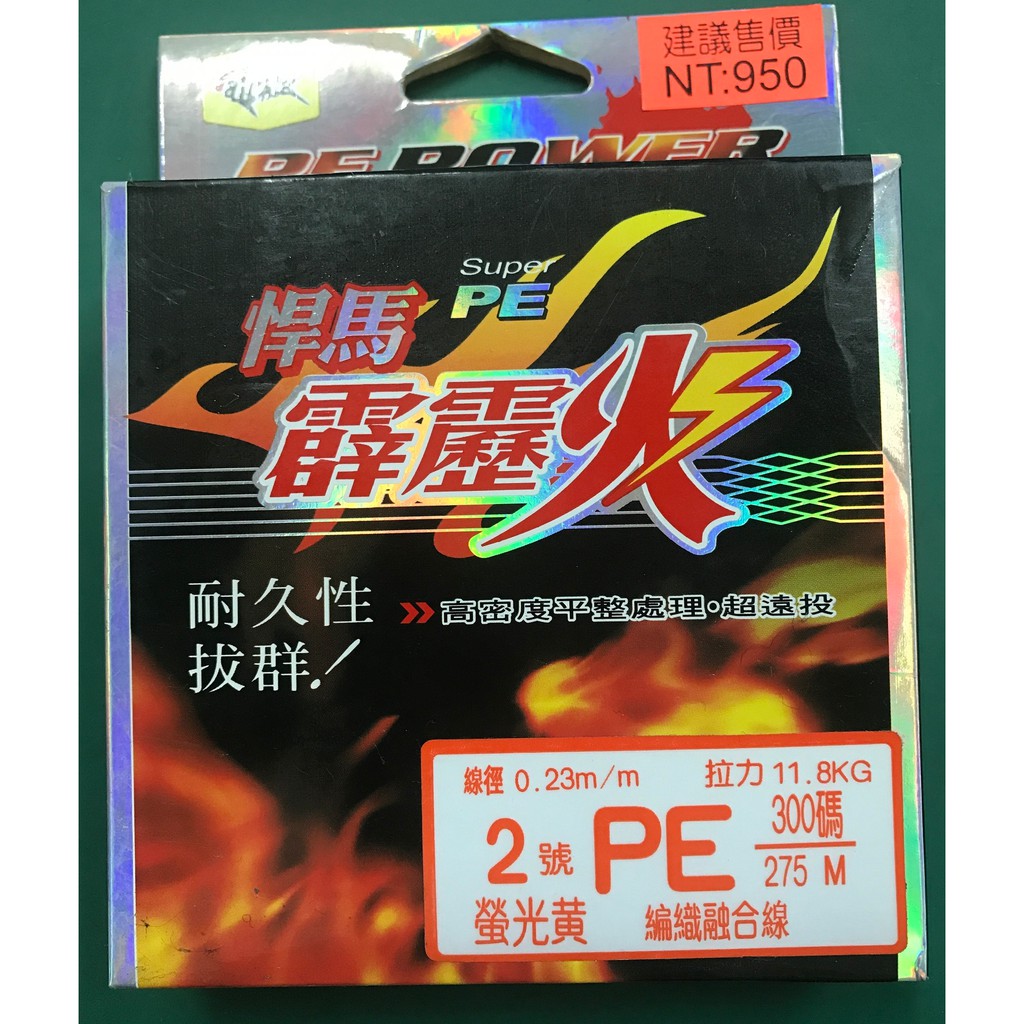 建議售價
NT:950
PE POWER
Super
PE
悍馬
霹靂火
耐久性
拔群!
高密度平整處理·超遠投
線徑 0.23m/m 拉力 11.8KG
2號 PE 300碼
275 M
螢光黃 編織融合線